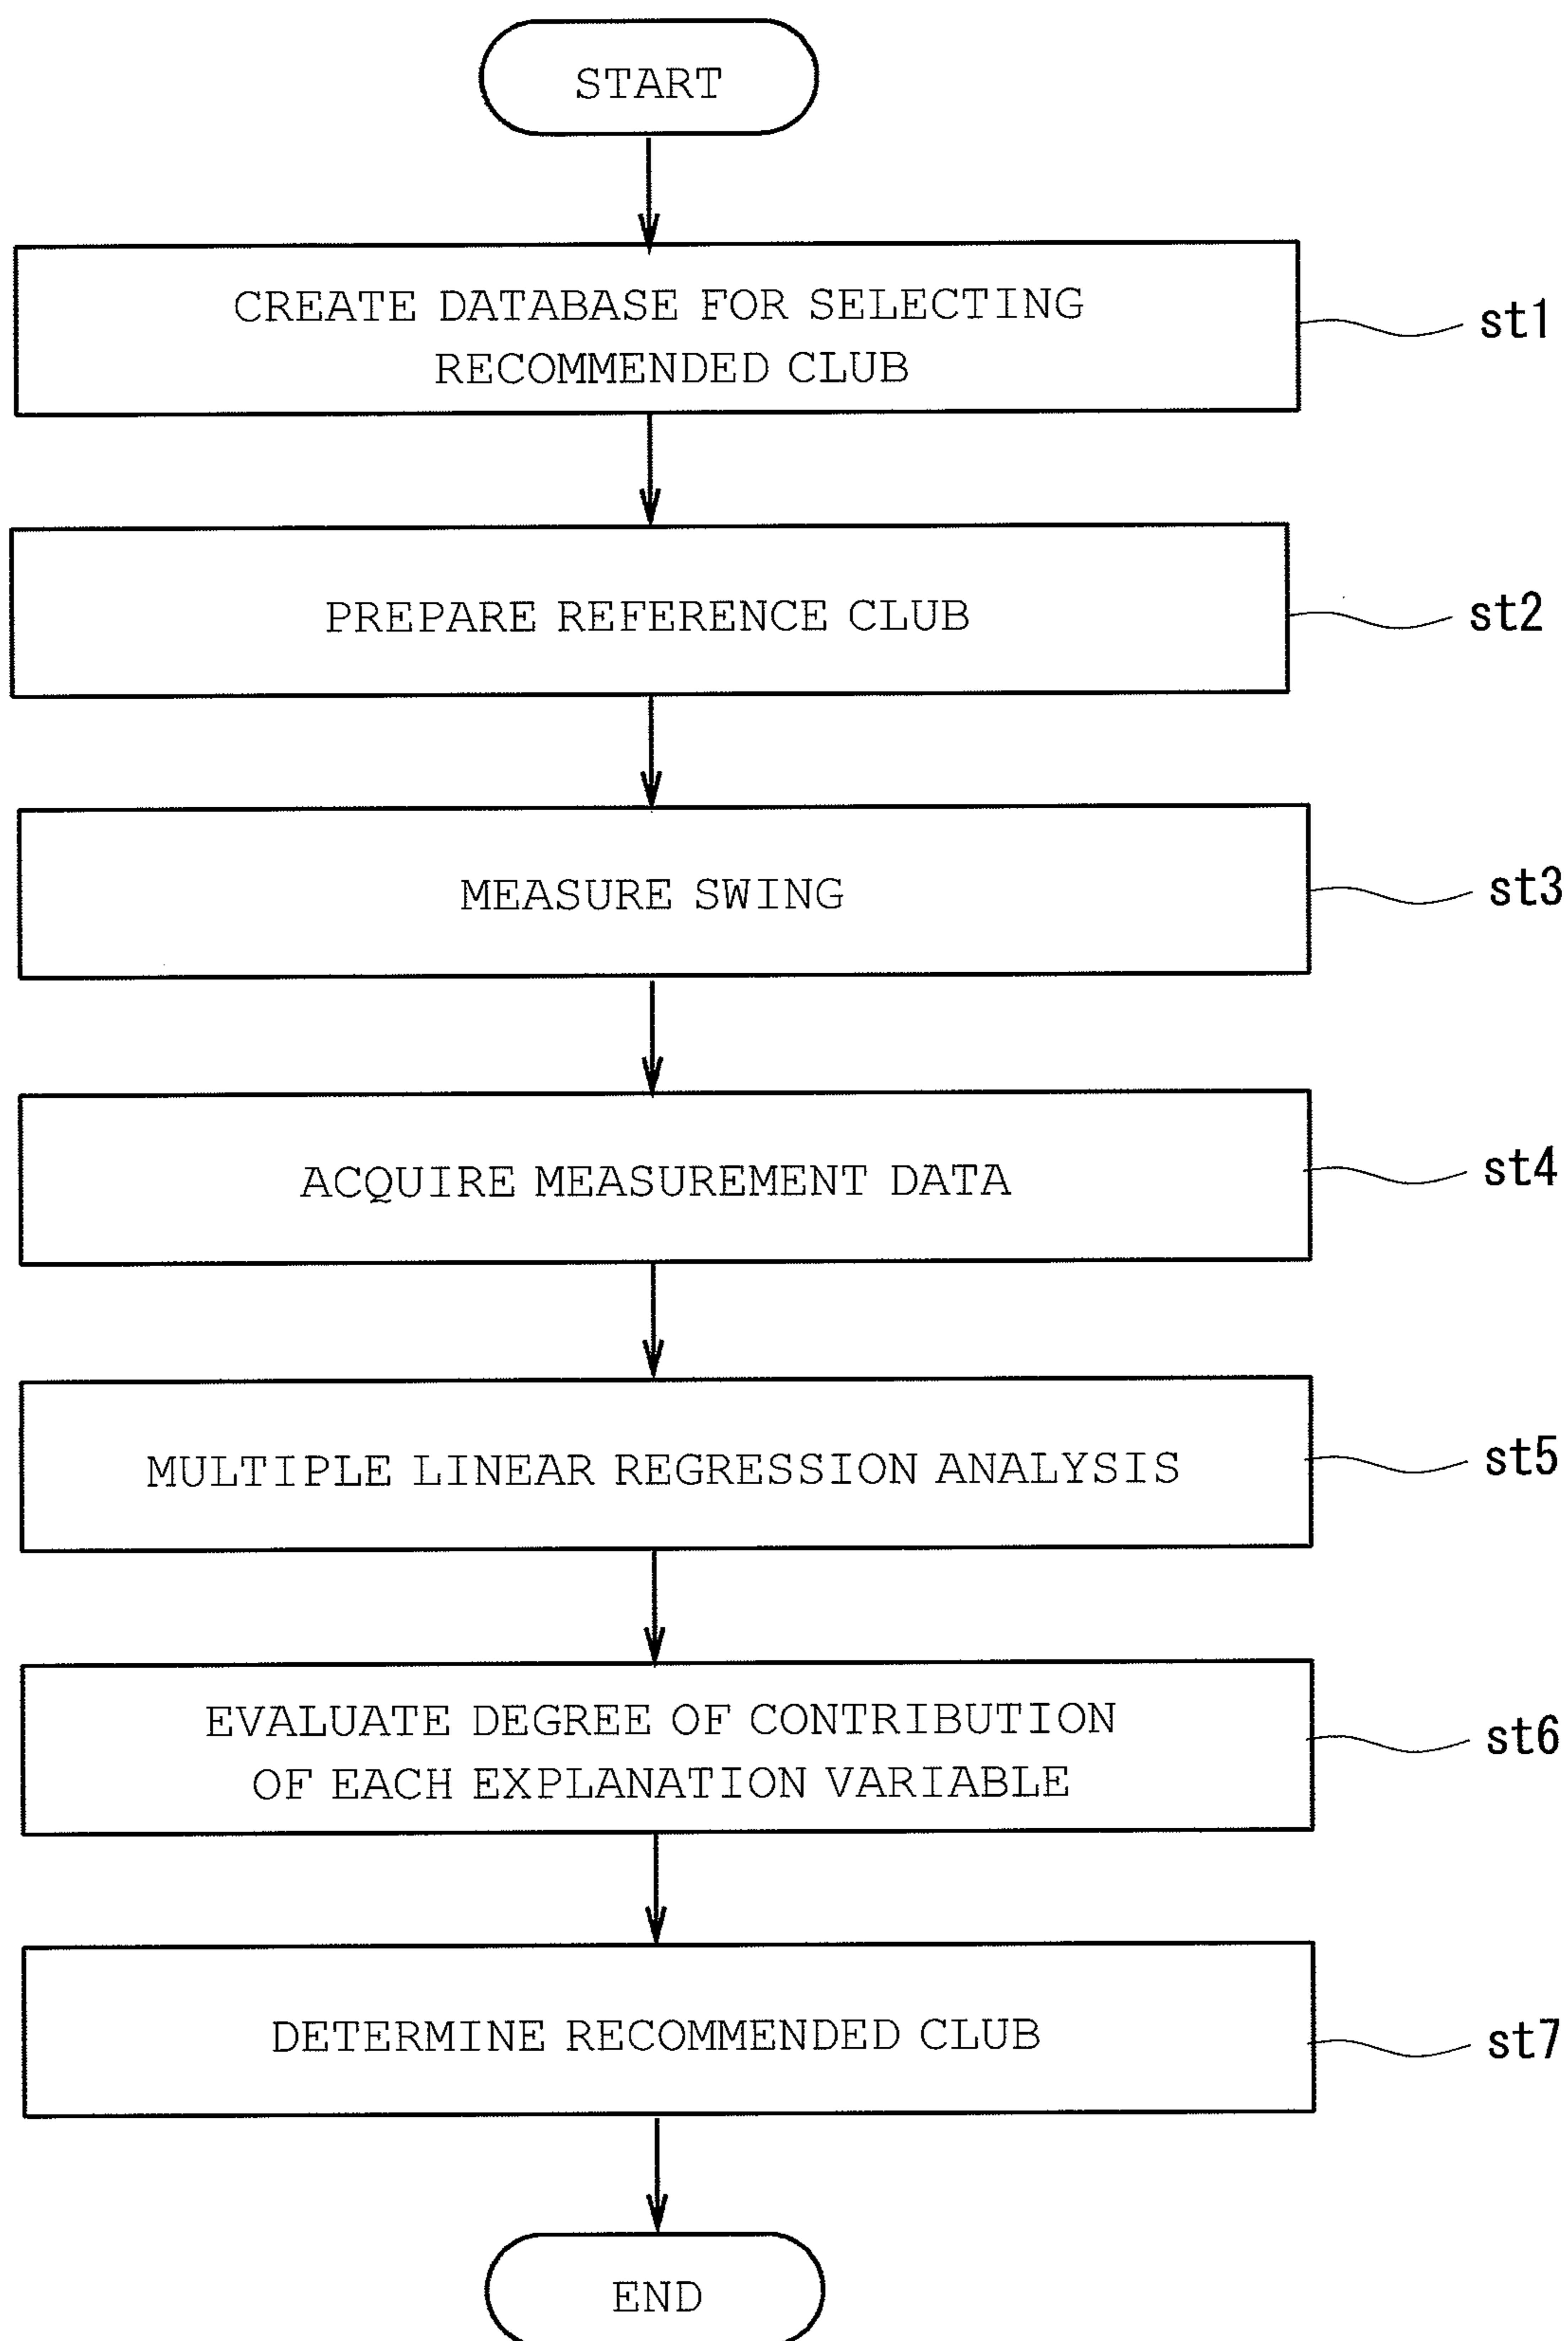 START
CREATE DATABASE FOR SELECTING
RECOMMENDED CLUB
st1
PREPARE REFERENCE CLUB
st2
MEASURE SWING
st3
ACQUIRE MEASUREMENT DATA
st4
MULTIPLE LINEAR REGRESSION ANALYSIS
st5
EVALUATE DEGREE OF CONTRIBUTION
OF EACH EXPLANATION VARIABLE
st6
DETERMINE RECOMMENDED CLUB
st7
END